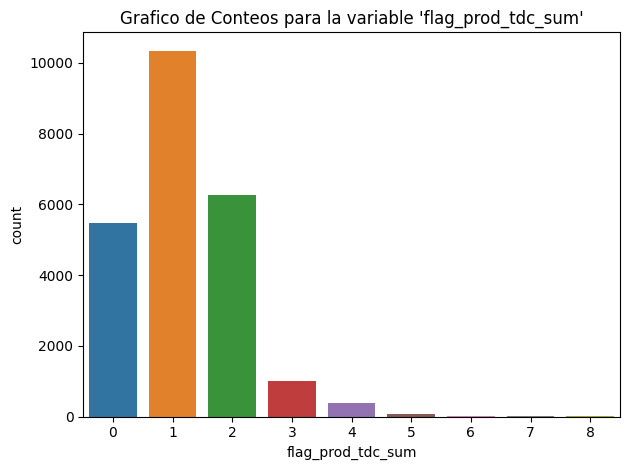 Grafico de Conteos para la variable 'flag_prod_tdc_sum'
10000
8000
6000
4000
2000
0
count
0 1 2 3 4 5 6 7 8
flag_prod_tdc_sum